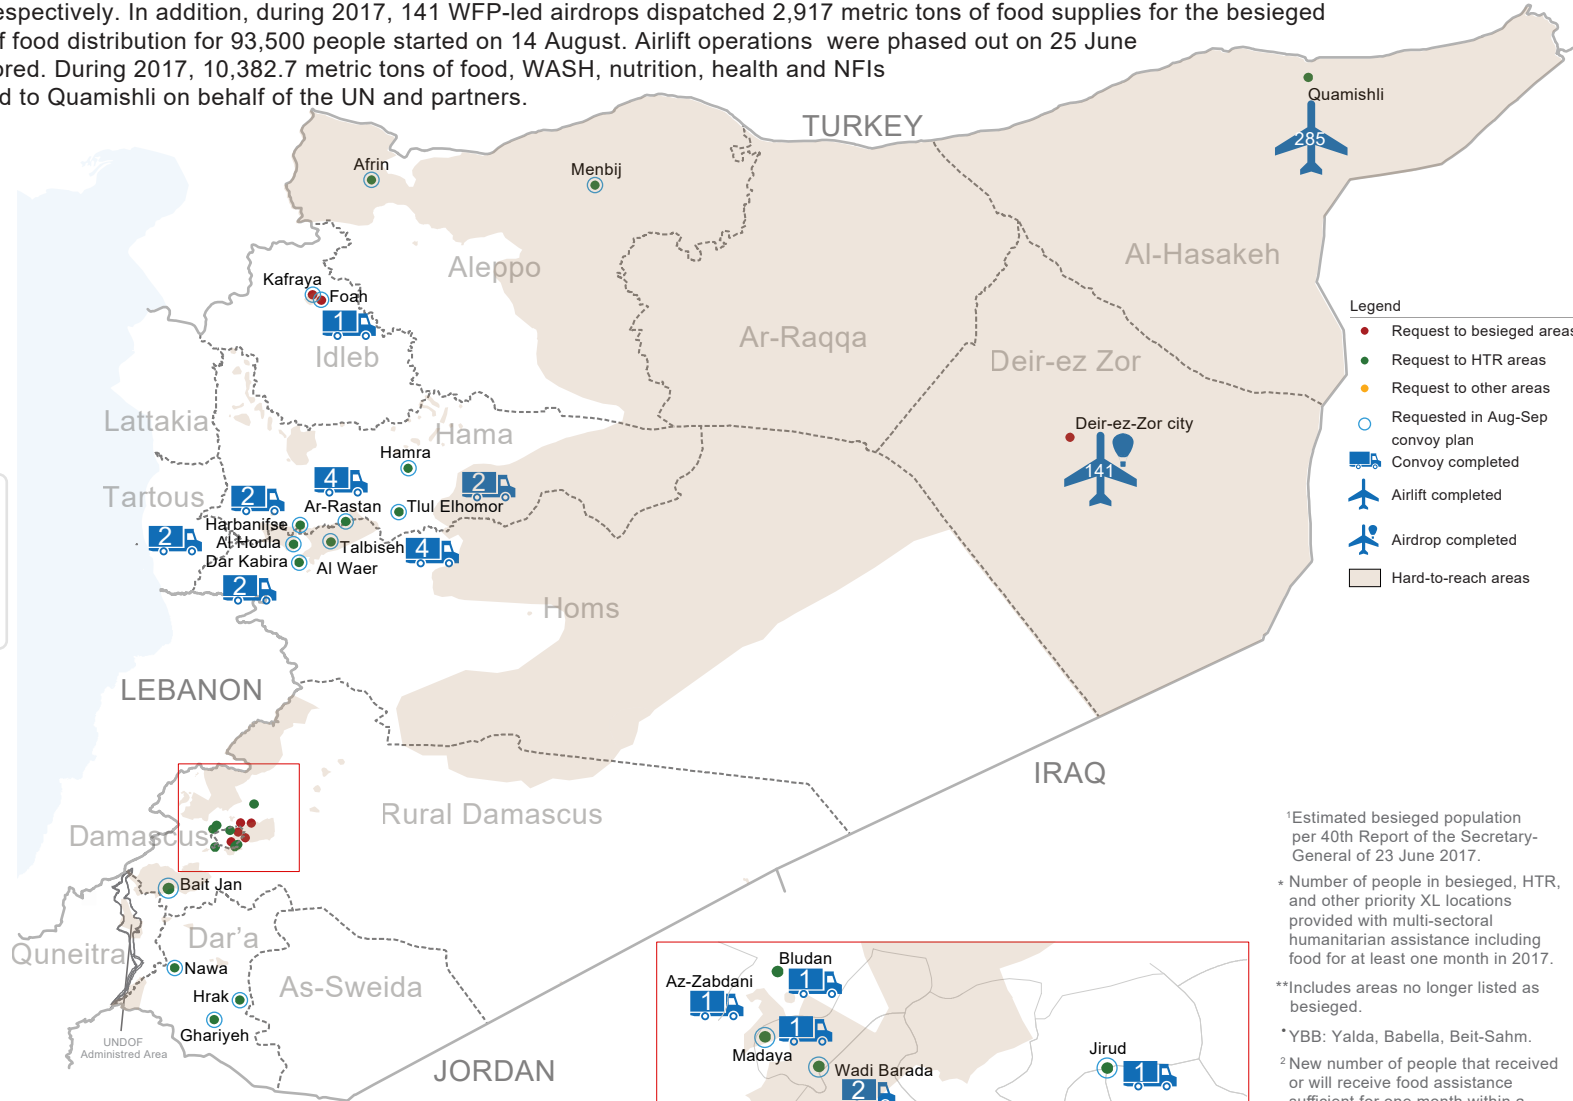 espectively. In addition, during 2017, 141 WFP-led airdrops dispatched 2,917 metric tons of food supplies for the besieged
f food distribution for 93,500 people started on 14 August. Airlift operations were phased out on 25 June
ored. During 2017, 10,382.7 metric tons of food, WASH, nutrition, health and NFIs
d to Quamishli on behalf of the UN and partners.
TURKEY
Quamishli
285
Afrin
Menbij
Al-Hasakeh
Aleppo
Kafraya
Foah
1
Idleb
Ar-Raqqa
Deir-ez Zor
Legend
Request to besieged areas
Request to HTR areas
Request to other areas
Requested in Aug-Sep
convoy plan
Convoy completed
Airlift completed
Airdrop completed
Hard-to-reach areas
Lattakia
Hama
Deir-ez-Zor city
141
Hamra
4
2
2
Tartous
Ar-Rastan
Tlul Elhomor
Harbanifse
2
Al Houla
Talbiseh
4
Dar Kabira
Al Waer
2
Homs
LEBANON
IRAQ
Rural Damascus
Damascus
Bait Jan
Quneitra
Dar'a
Nawa
As-Sweida
Hrak
Ghariyeh
UNDOF
Administred Area
JORDAN
Bludan
1
Az-Zabdani
1
1
Madaya
Wadi Barada
2
Jirud
1
1Estimated besieged population
per 40th Report of the Secretary-
General of 23 June 2017.
* Number of people in besieged, HTR,
and other priority XL locations
provided with multi-sectoral
humanitarian assistance including
food for at least one month in 2017.
**Includes areas no longer listed as
besieged.
• YBB: Yalda, Babella, Beit-Sahm.
2 New number of people that received
or will receive food assistance
sufficient for one month within a